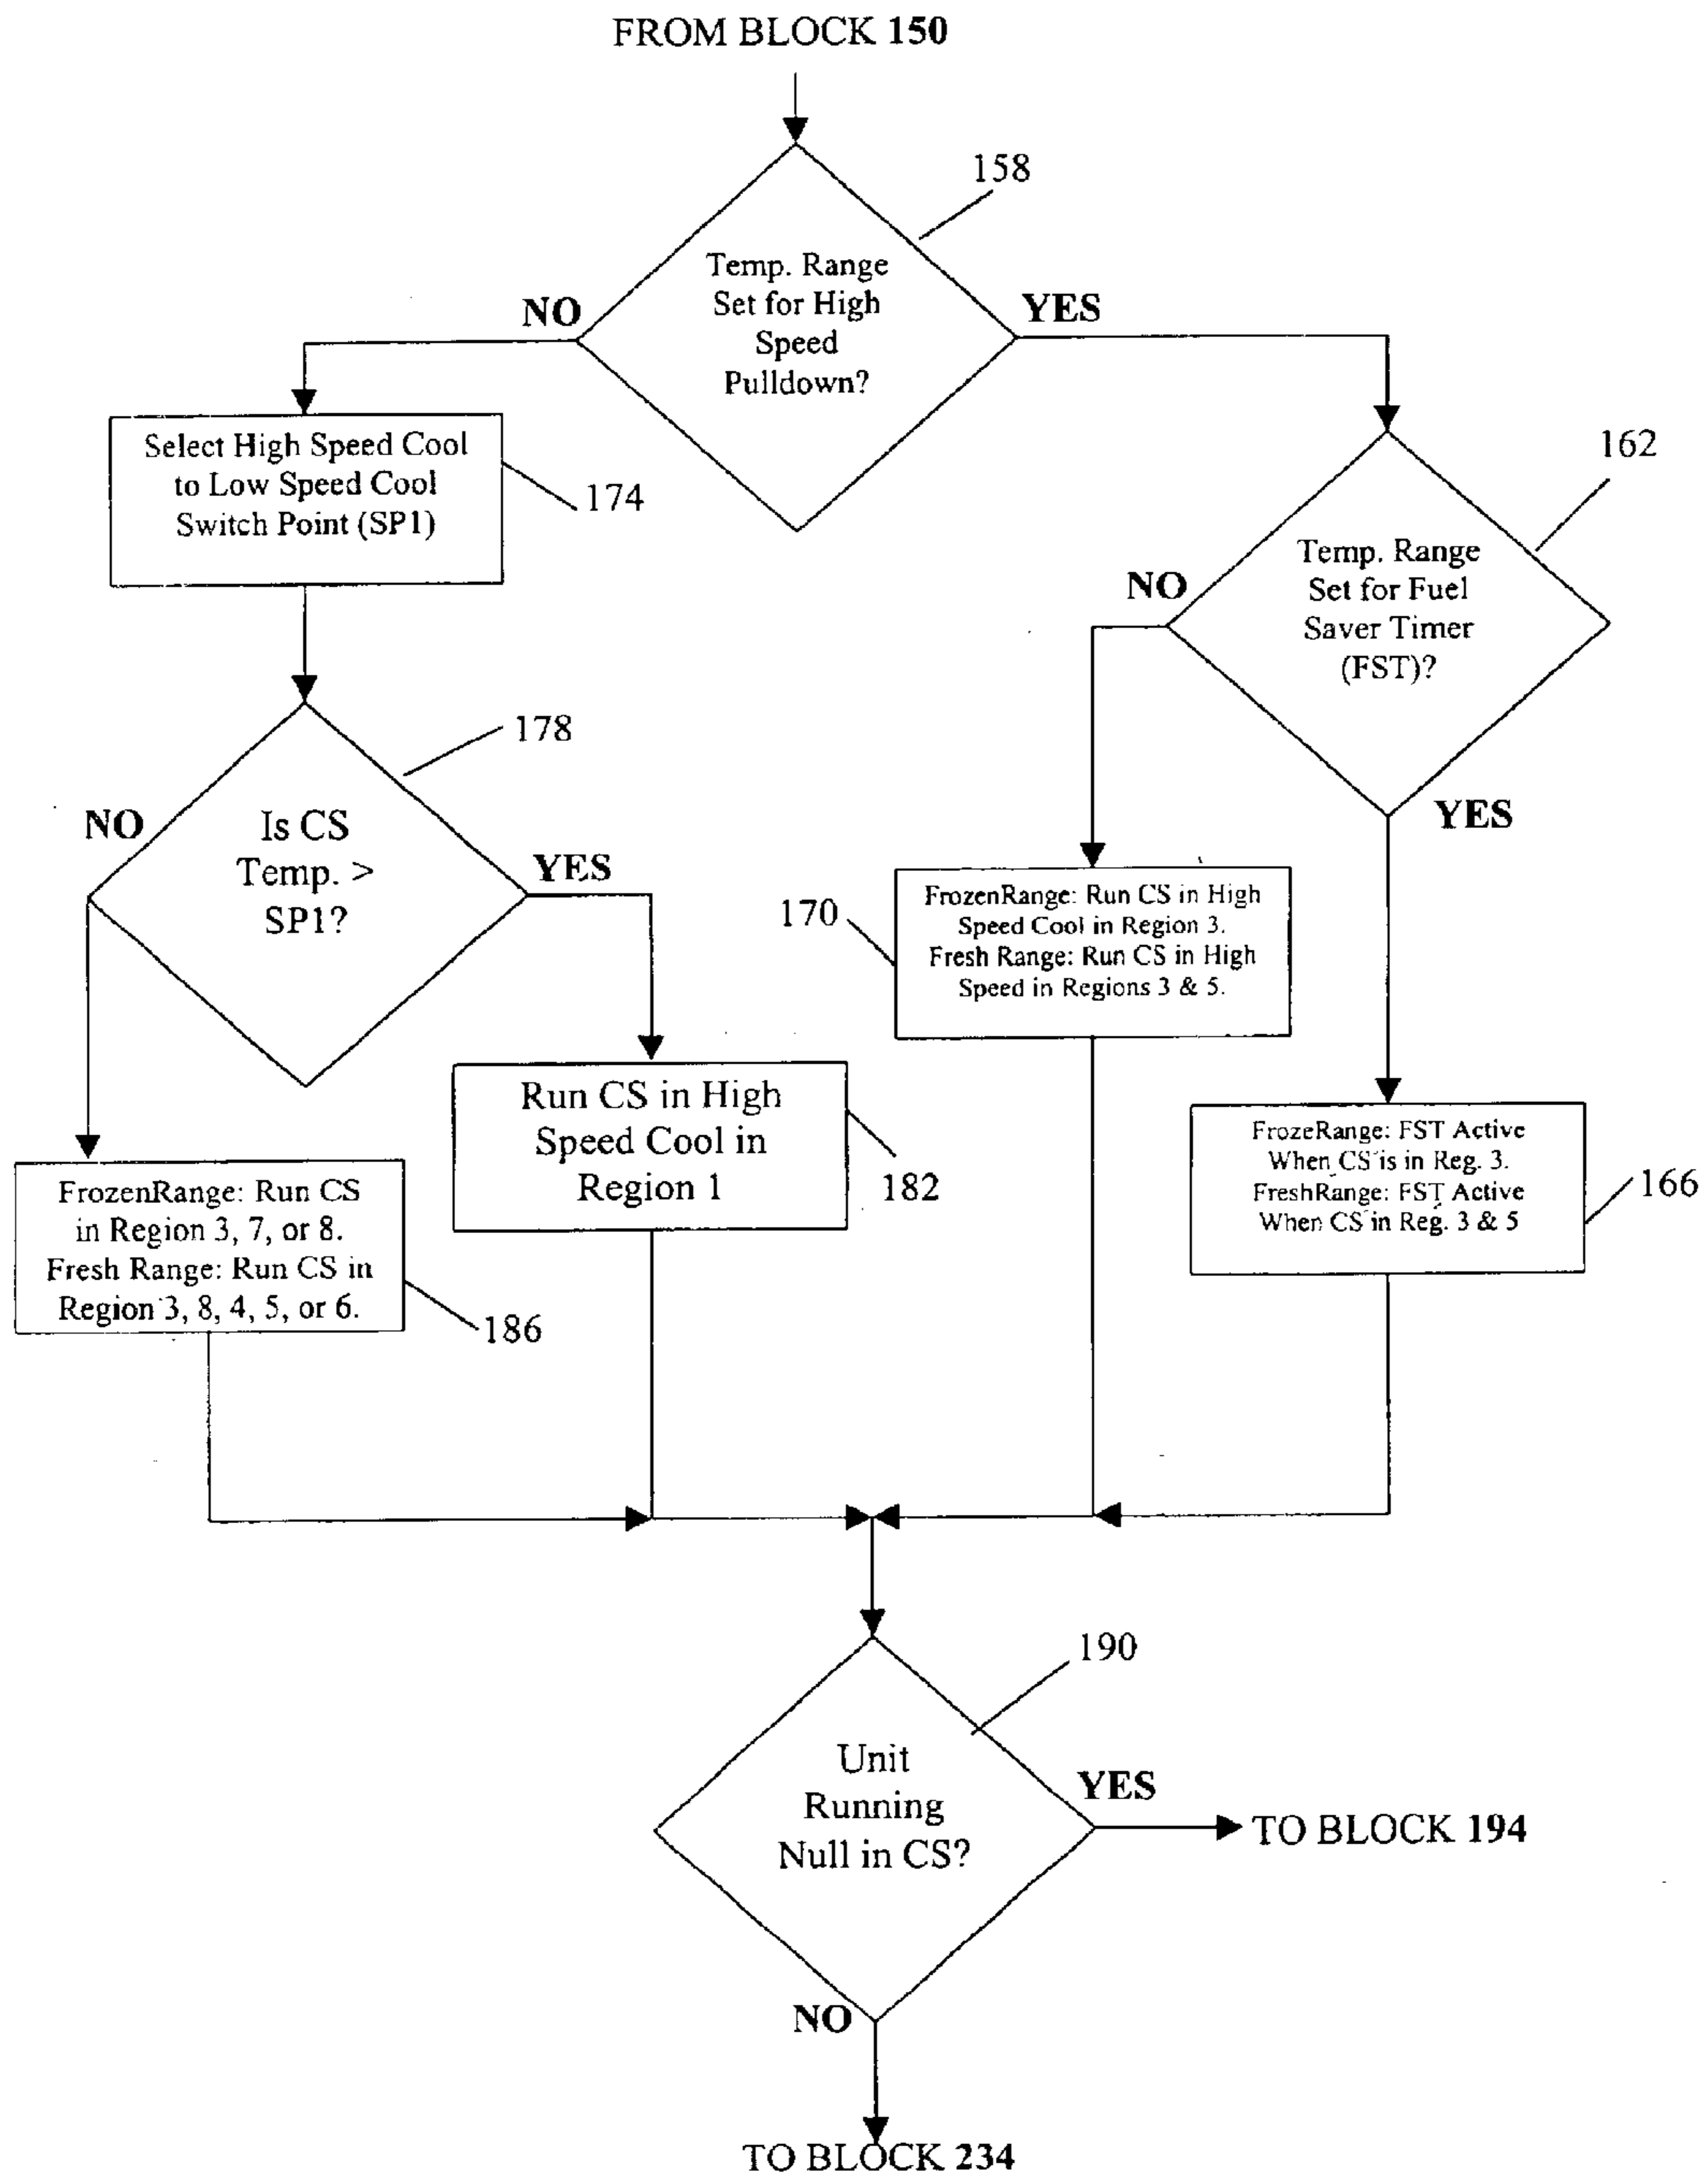 FROM BLOCK 150
158
Temp. Range
Set for High
Speed
Pulldown?
NO
YES
Select High Speed Cool
to Low Speed Cool
Switch Point (SP1)
174
162
Temp. Range
Set for Fuel
Saver Timer
(FST)?
NO
YES
178
Is CS
Temp. >
SP1?
NO
YES
170
FrozenRange: Run CS in High
Speed Cool in Region 3.
Fresh Range: Run CS in High
Speed in Regions 3 & 5.
Run CS in High
Speed Cool in
Region 1
182
FrozeRange: FST Active
When CS is in Reg. 3.
FreshRange: FST Active
When CS in Reg. 3 & 5
166
FrozenRange: Run CS
in Region 3, 7, or 8.
Fresh Range: Run CS in
Region 3, 8, 4, 5, or 6.
186
190
Unit
Running
Null in CS?
YES
TO BLOCK 194
NO
TO BLOCK 234